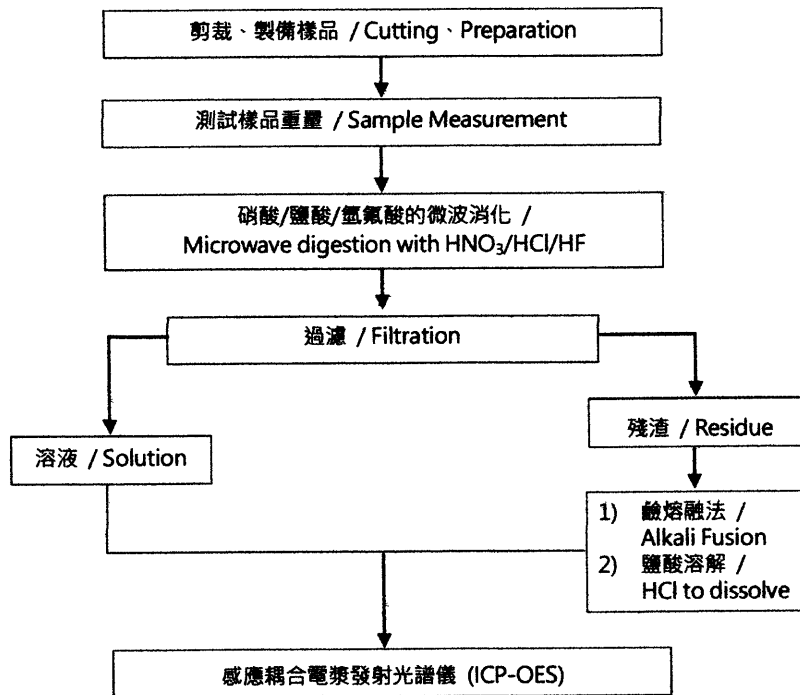 剪裁、製備樣品 / Cutting、Preparation
測試樣品重量 / Sample Measurement
硝酸/鹽酸/氫氟酸的微波消化 /
Microwave digestion with HNO₃/HCl/HF
過濾 / Filtration
溶液 / Solution
殘渣 / Residue
1) 鹼熔融法 /
Alkali Fusion
2) 鹽酸溶解 /
HCl to dissolve
感應耦合電漿發射光譜儀 (ICP-OES)